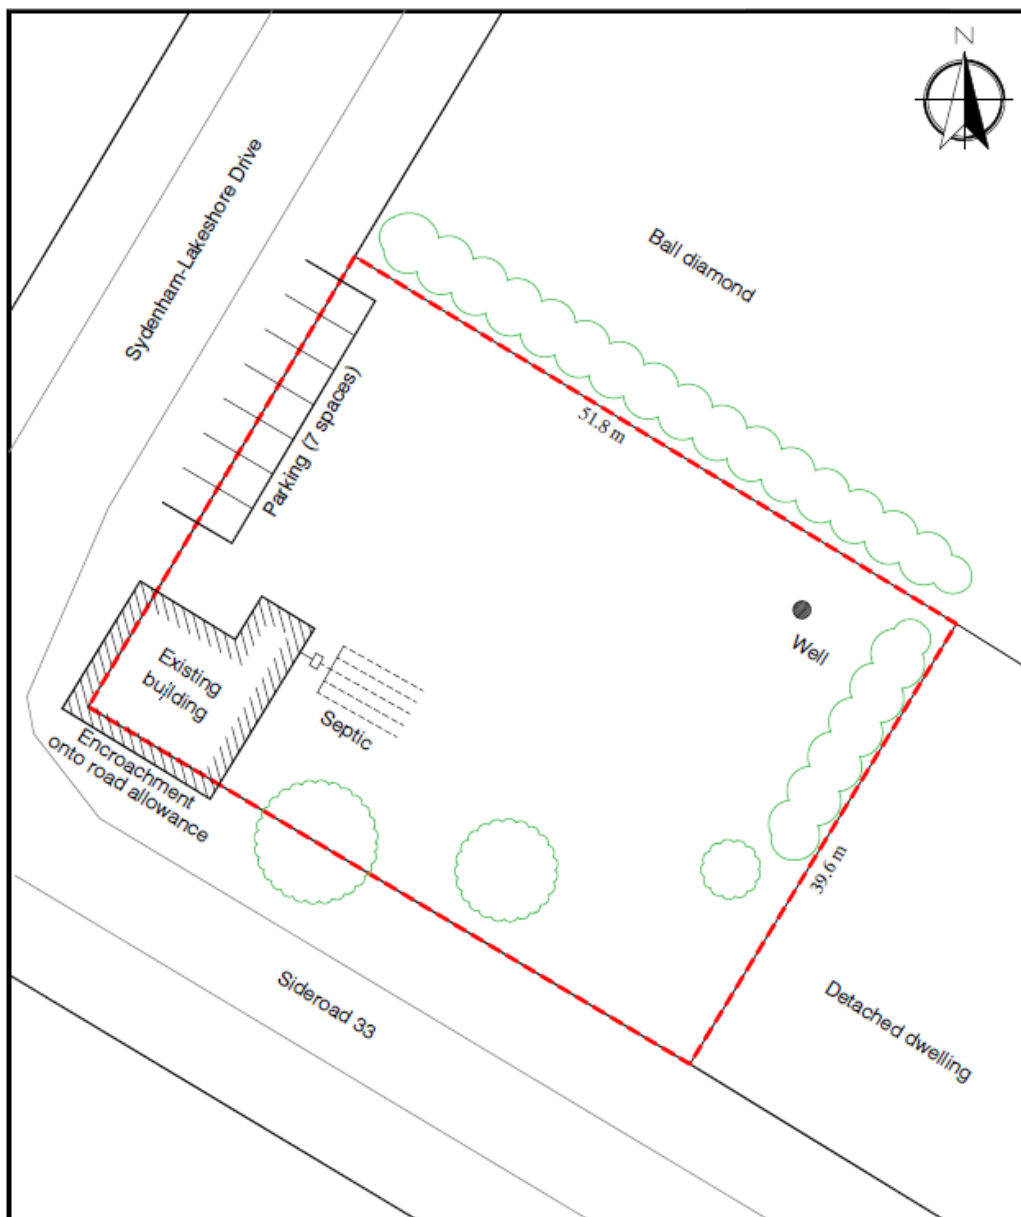 N
Ball diamond
Sydenham-Lakeshore Drive
51.8 m
Parking (7 spaces)
Well
Existing
building
Septic
Encroachment
onto road allowance
39.6 m
Sideroad 33
Detached dwelling